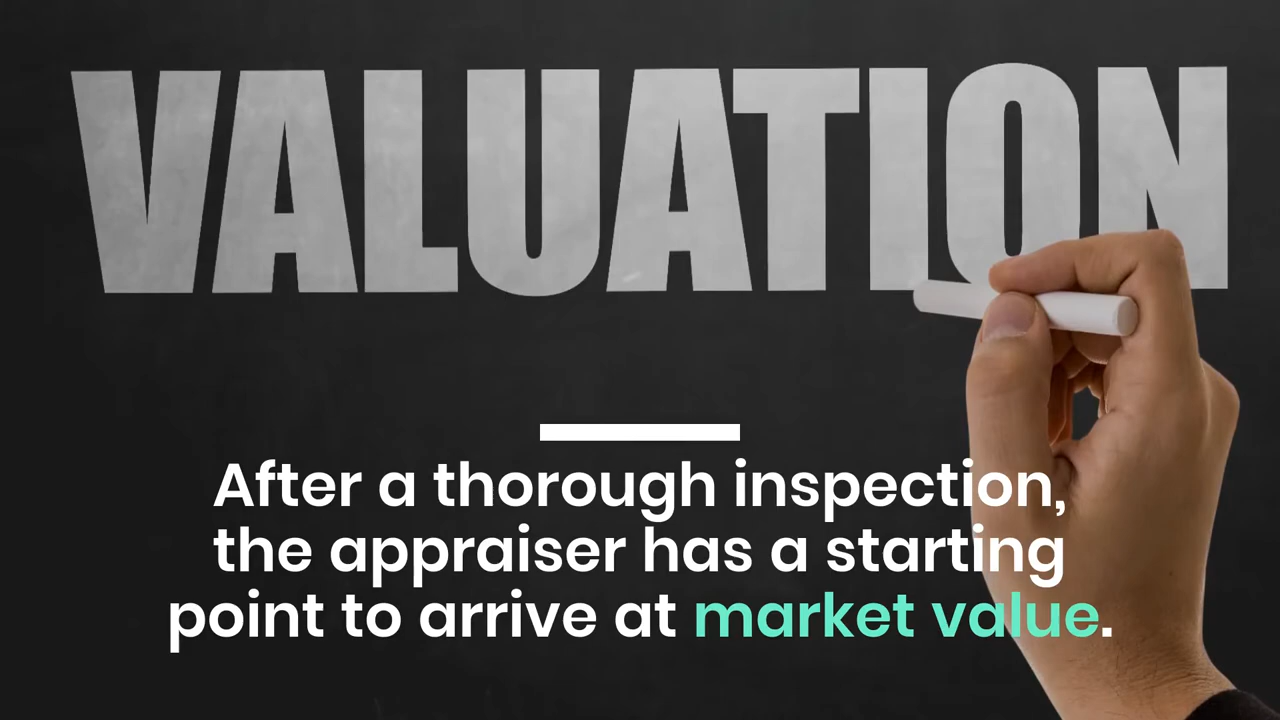 VALUATION
After a thorough inspection,
the appraiser has a starting
point to arrive at market value.